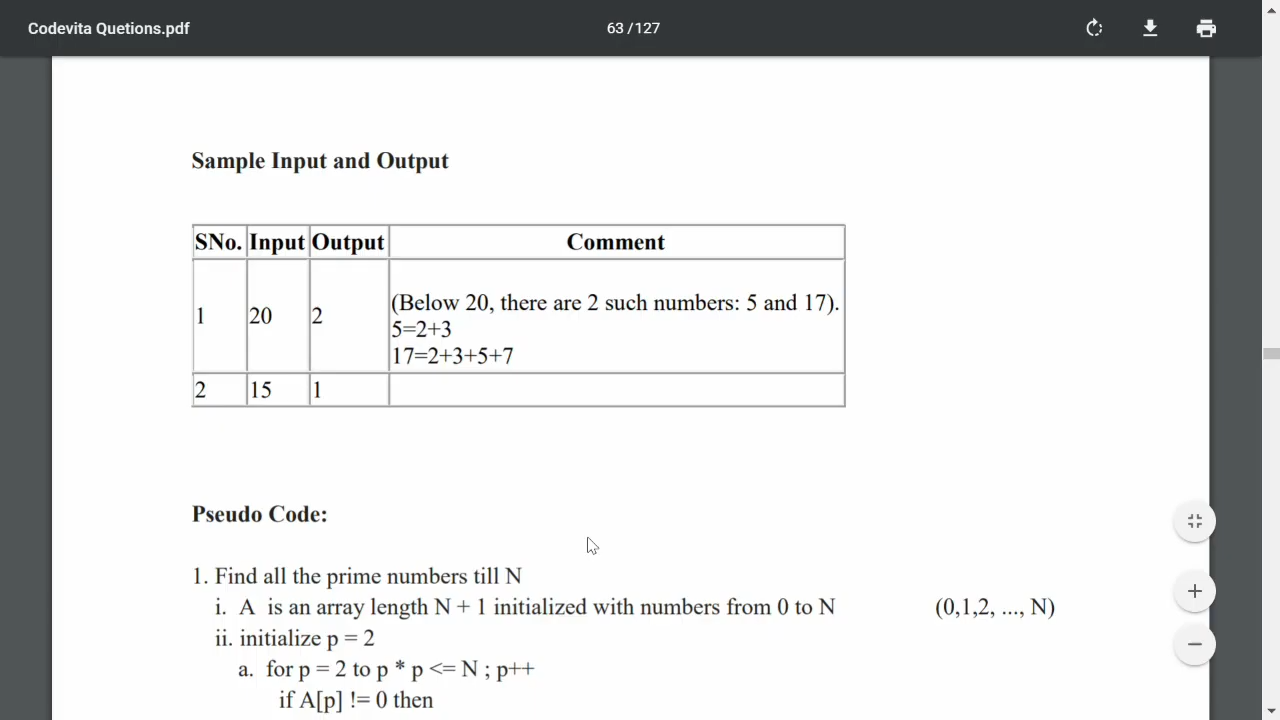 Codevita Quetions.pdf
63 / 127
Sample Input and Output
SNo. Input Output Comment
1 20 2 (Below 20, there are 2 such numbers: 5 and 17).
5=2+3
17=2+3+5+7
2 15 1
Pseudo Code:
1. Find all the prime numbers till N
i. A is an array length N + 1 initialized with numbers from 0 to N (0,1,2, ..., N)
ii. initialize p = 2
a. for p = 2 to p * p <= N ; p++
if A[p] != 0 then